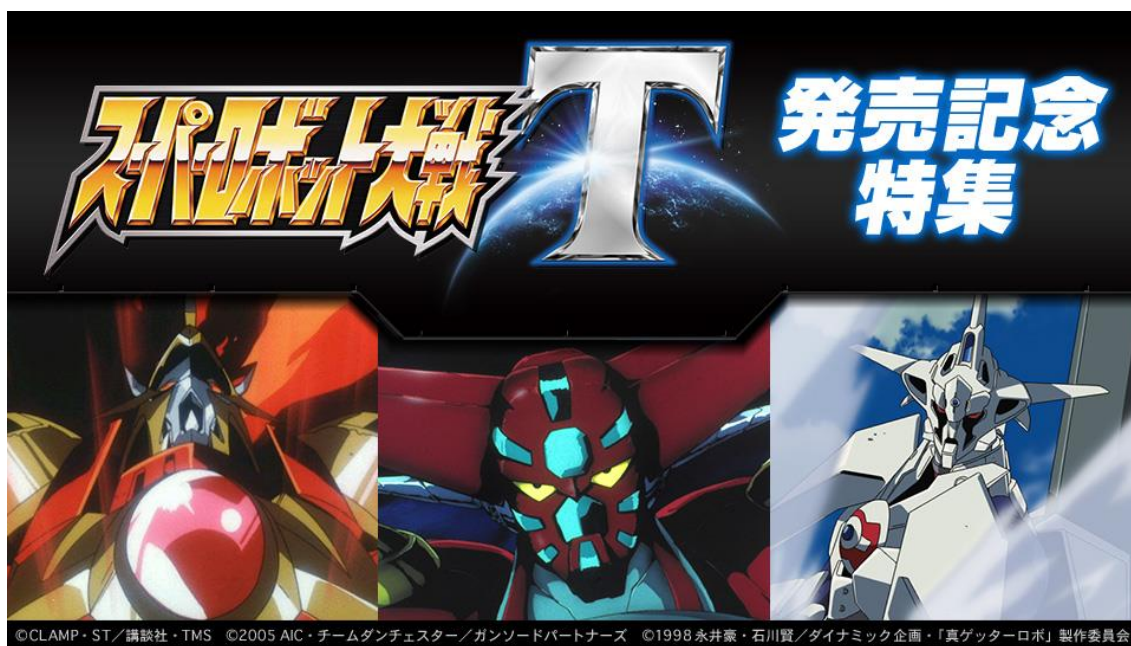 スーパーロボット大戦T
発売記念
特集
©CLAMP・ST／講談社・TMS ©2005 AIC・チームダンチェスター／ガンソードパートナーズ ©1998 永井豪・石川賢／ダイナミック企画・「真ゲッターロボ」製作委員会